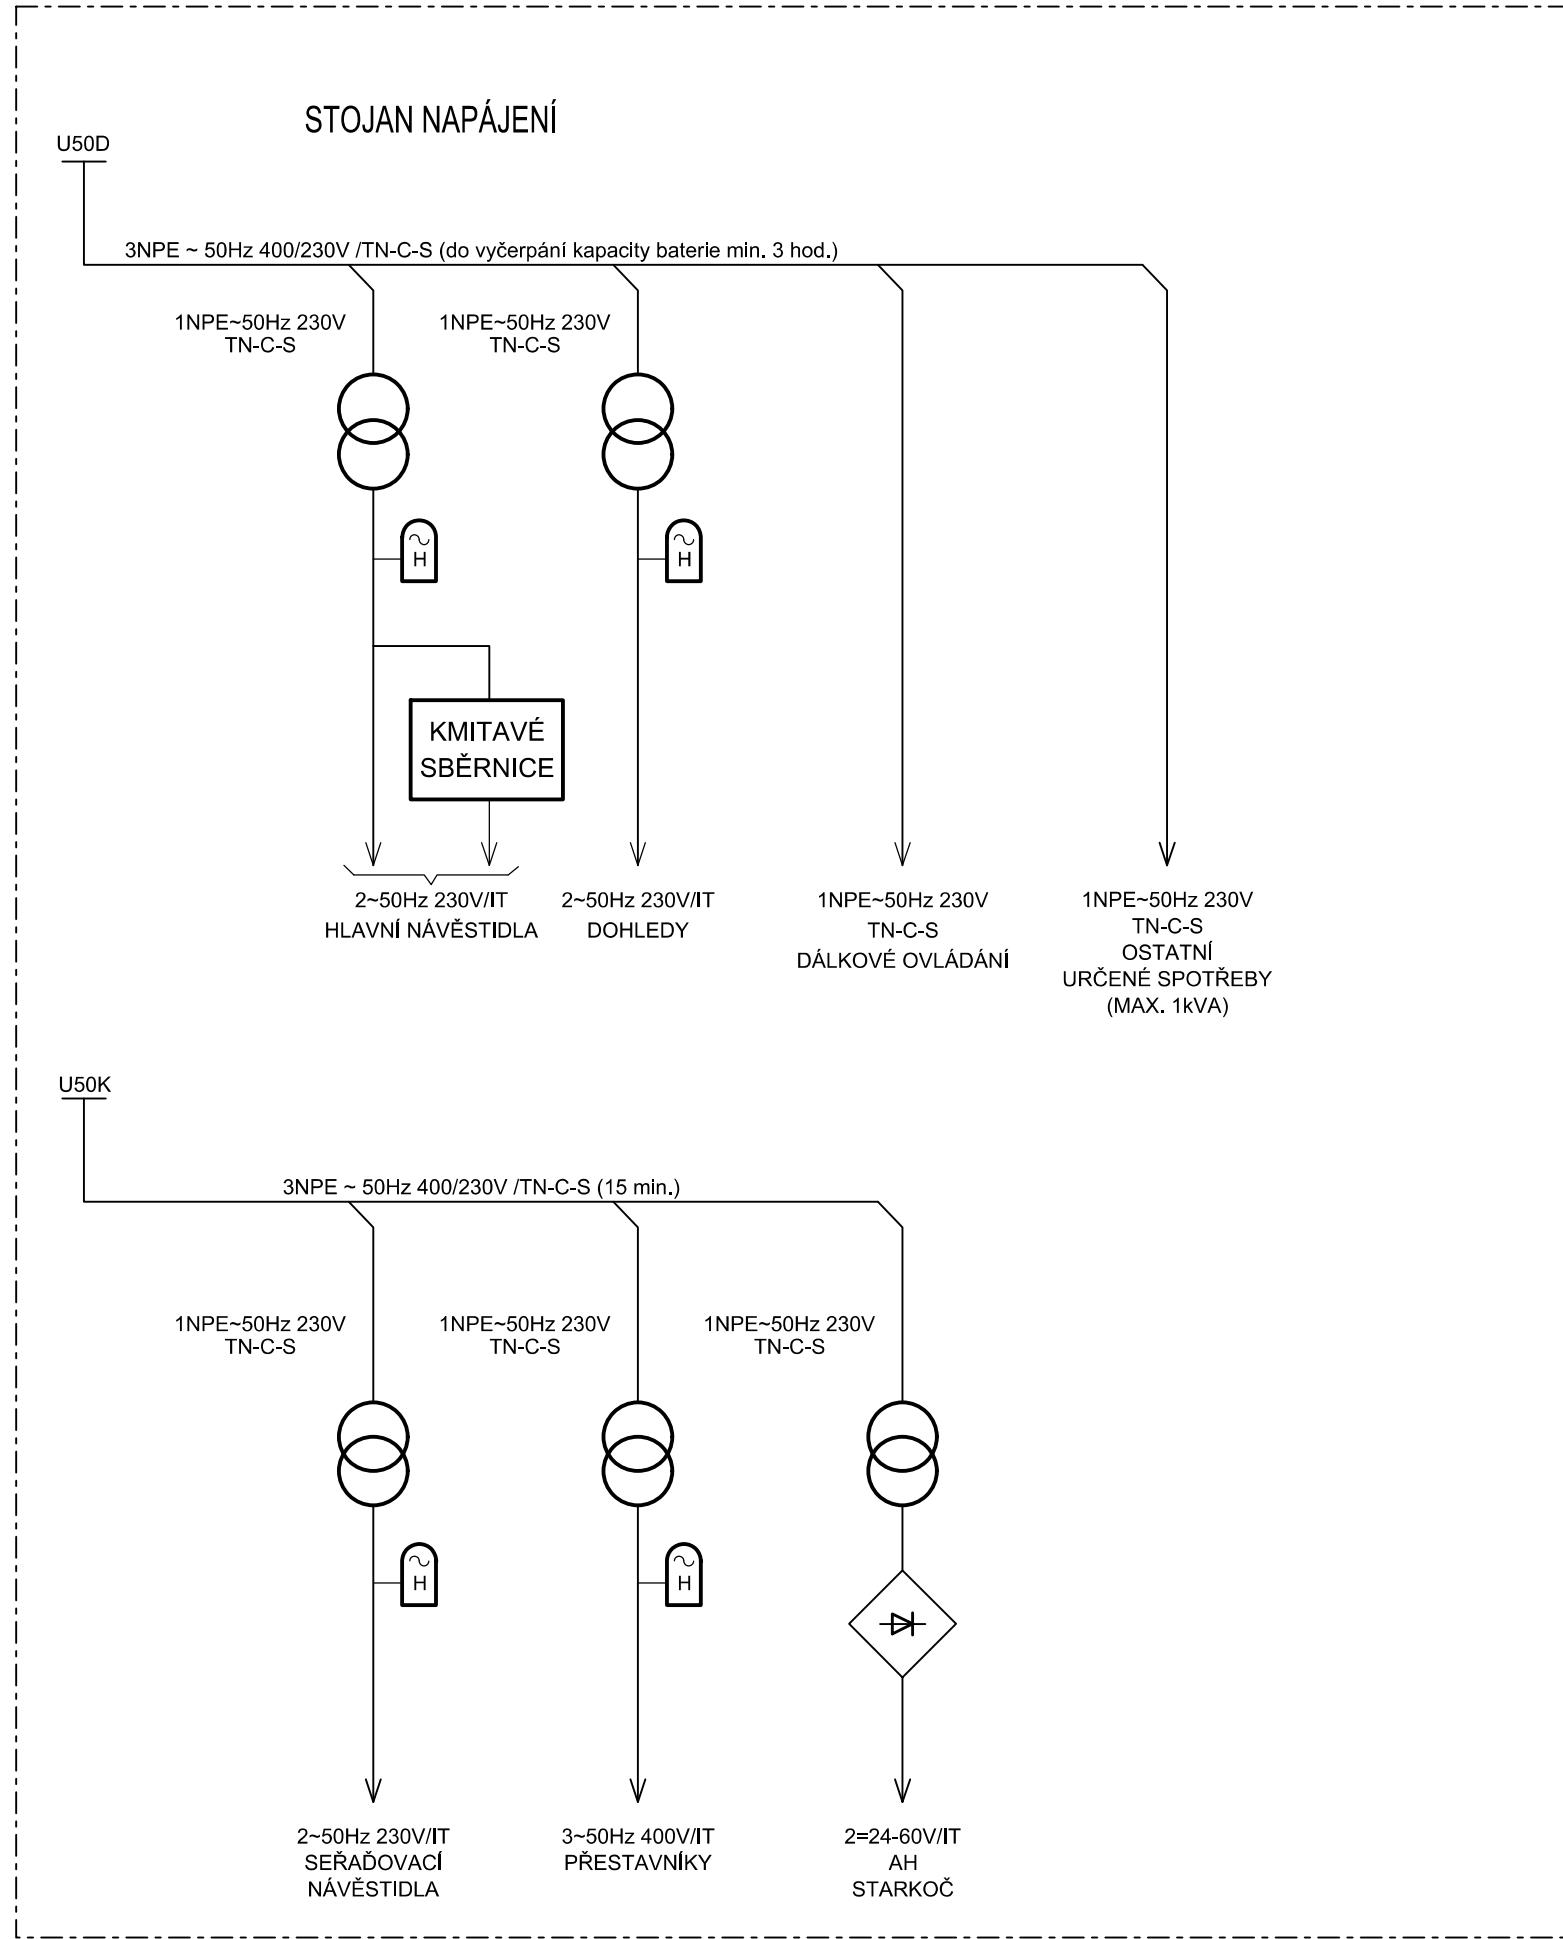 STOJAN NAPÁJENÍ
U50D
3NPE ~ 50Hz 400/230V /TN-C-S (do vyčerpání kapacity baterie min. 3 hod.)
1NPE~50Hz 230V
TN-C-S
1NPE~50Hz 230V
TN-C-S
H
H
KMITAVÉ
SBĚRNICE
2~50Hz 230V/IT
HLAVNÍ NÁVĚSTIDLA
2~50Hz 230V/IT
DOHLEDY
1NPE~50Hz 230V
TN-C-S
DÁLKOVÉ OVLÁDÁNÍ
1NPE~50Hz 230V
TN-C-S
OSTATNÍ
URČENÉ SPOTŘEBY
(MAX. 1kVA)
U50K
3NPE ~ 50Hz 400/230V /TN-C-S (15 min.)
1NPE~50Hz 230V
TN-C-S
1NPE~50Hz 230V
TN-C-S
1NPE~50Hz 230V
TN-C-S
H
H
2~50Hz 230V/IT
SEŘAĎOVACÍ
NÁVĚSTIDLA
3~50Hz 400V/IT
PŘESTAVNÍKY
2=24-60V/IT
AH
STARKOČ